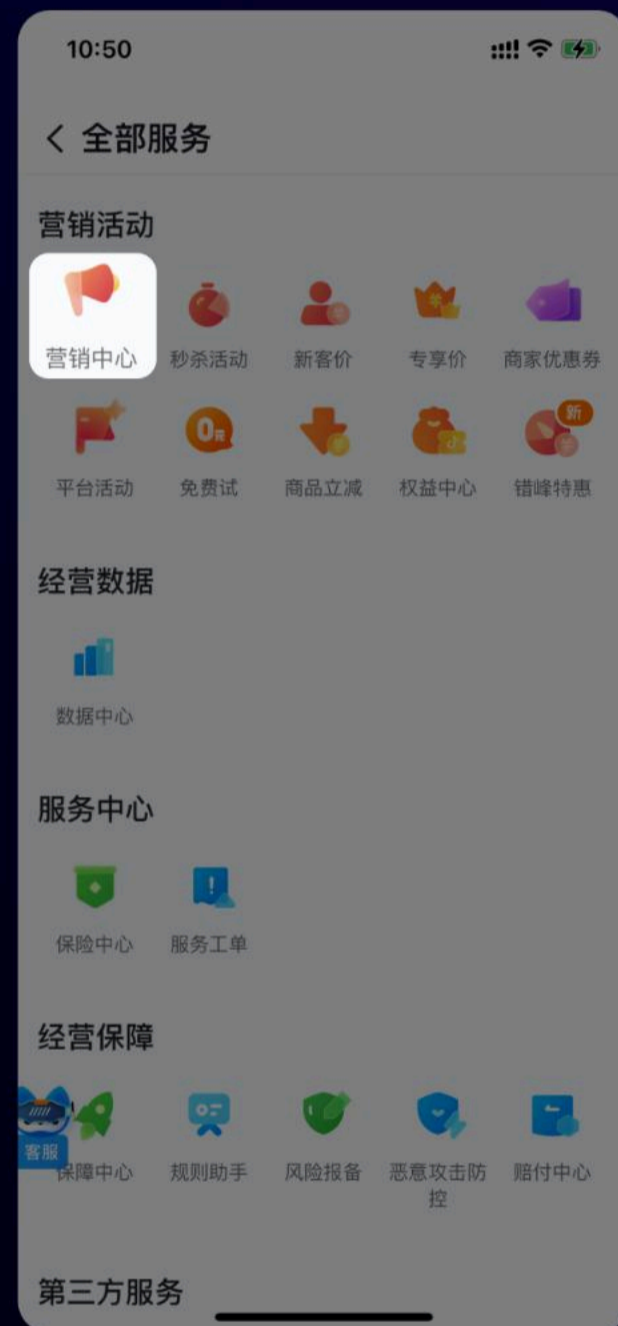 10:50
全部服务
营销活动
营销中心 秒杀活动 新客价 专享价 商家优惠券
新
0元
平台活动 免费试 商品立减 权益中心 错峰特惠
经营数据
数据中心
服务中心
保险中心 服务工单
经营保障
客服
保障中心 规则助手 风险报备 恶意攻击防控 赔付中心
第三方服务